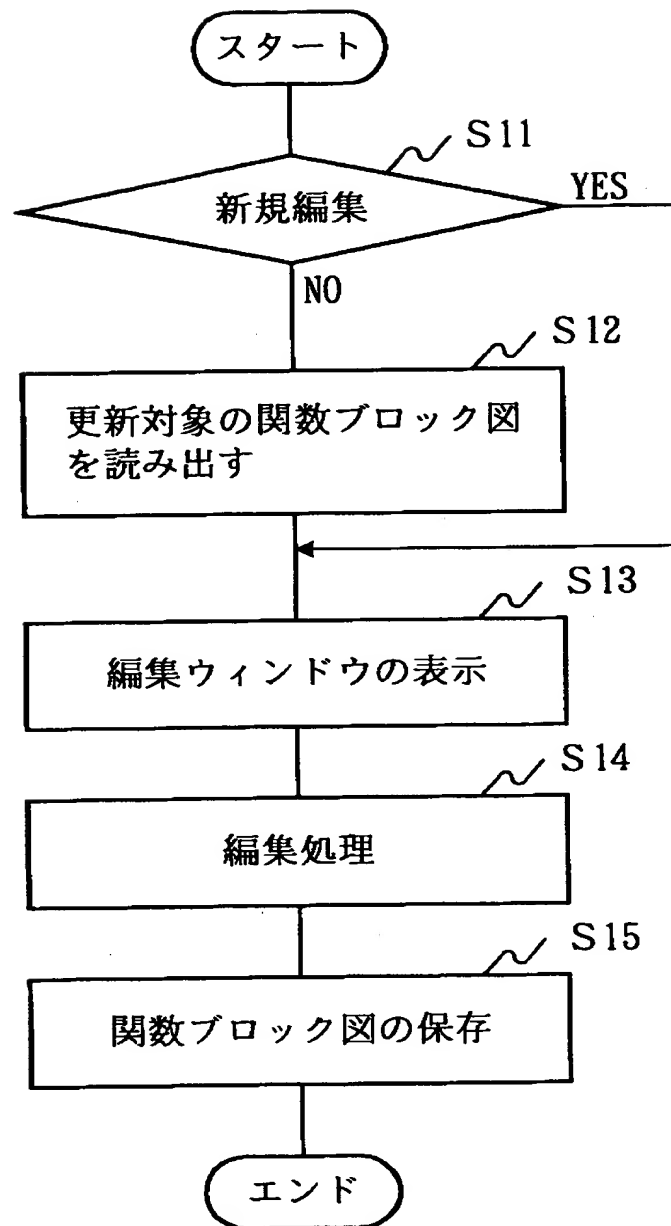 スタート
S11
新規編集
YES
NO
S12
更新対象の関数ブロック図
を読み出す
S13
編集ウィンドウの表示
S14
編集処理
S15
関数ブロック図の保存
エンド